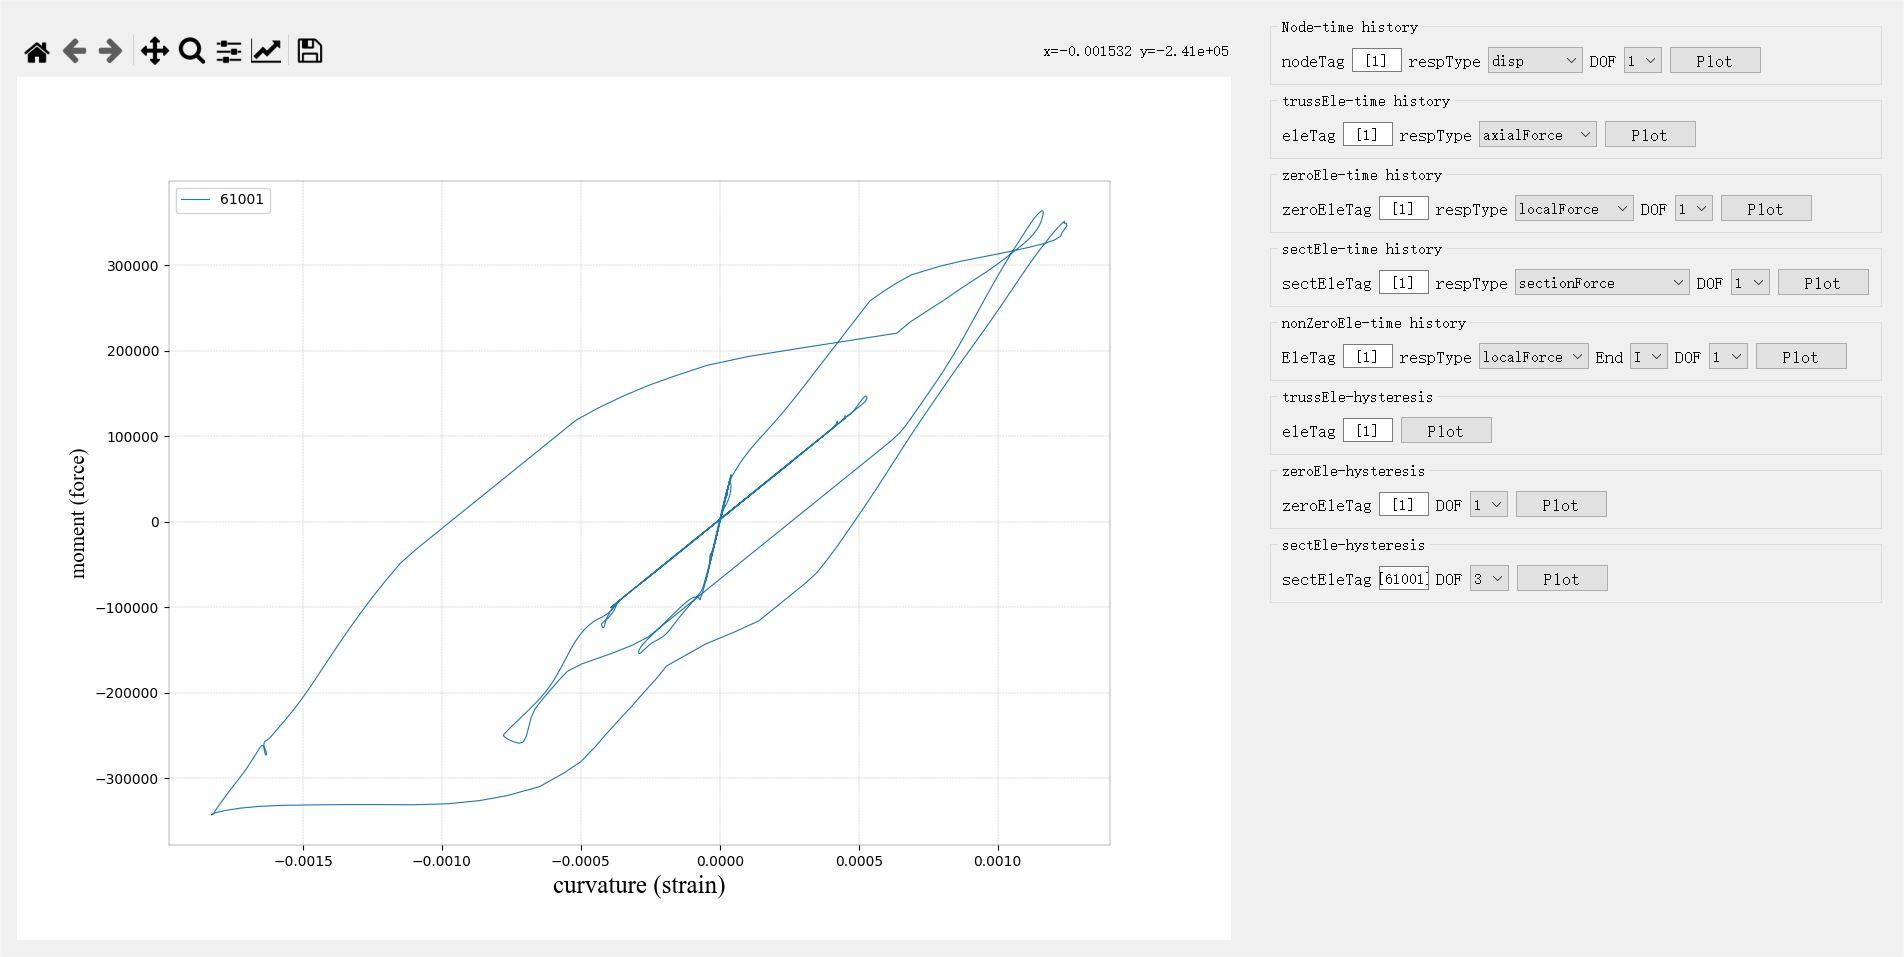 x=-0.001532 y=-2.41e+05
61001
300000
200000
100000
0
−100000
−200000
−300000
moment (force)
−0.0015 −0.0010 −0.0005 0.0000 0.0005 0.0010
curvature (strain)
Node-time history
nodeTag [1] respType disp DOF 1 Plot
trussEle-time history
eleTag [1] respType axialForce Plot
zeroEle-time history
zeroEleTag [1] respType localForce DOF 1 Plot
sectEle-time history
sectEleTag [1] respType sectionForce DOF 1 Plot
nonZeroEle-time history
EleTag [1] respType localForce End I DOF 1 Plot
trussEle-hysteresis
eleTag [1] Plot
zeroEle-hysteresis
zeroEleTag [1] DOF 1 Plot
sectEle-hysteresis
sectEleTag [61001] DOF 3 Plot